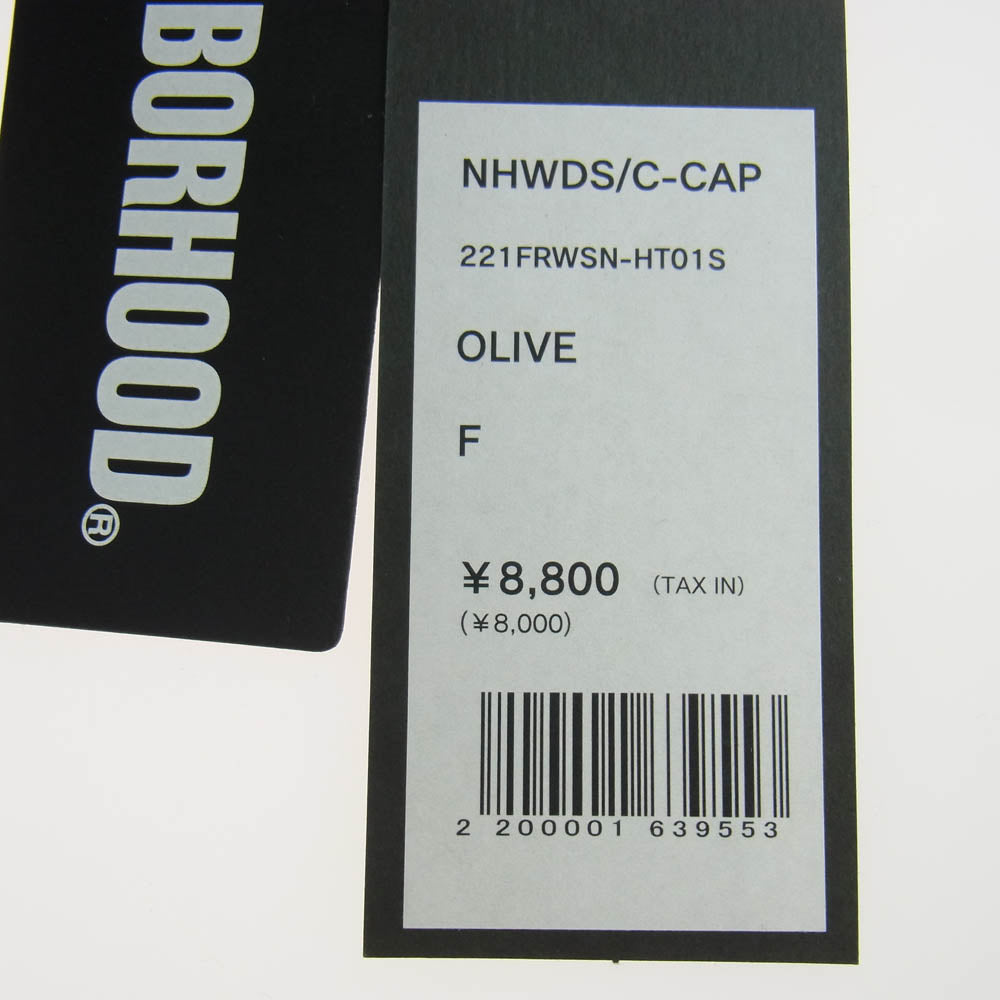 BORHOOD®
NHWDS/C-CAP
221FRWSN-HT01S
OLIVE
F
¥8,800 (TAX IN)
(¥8,000)
2 200001 639553